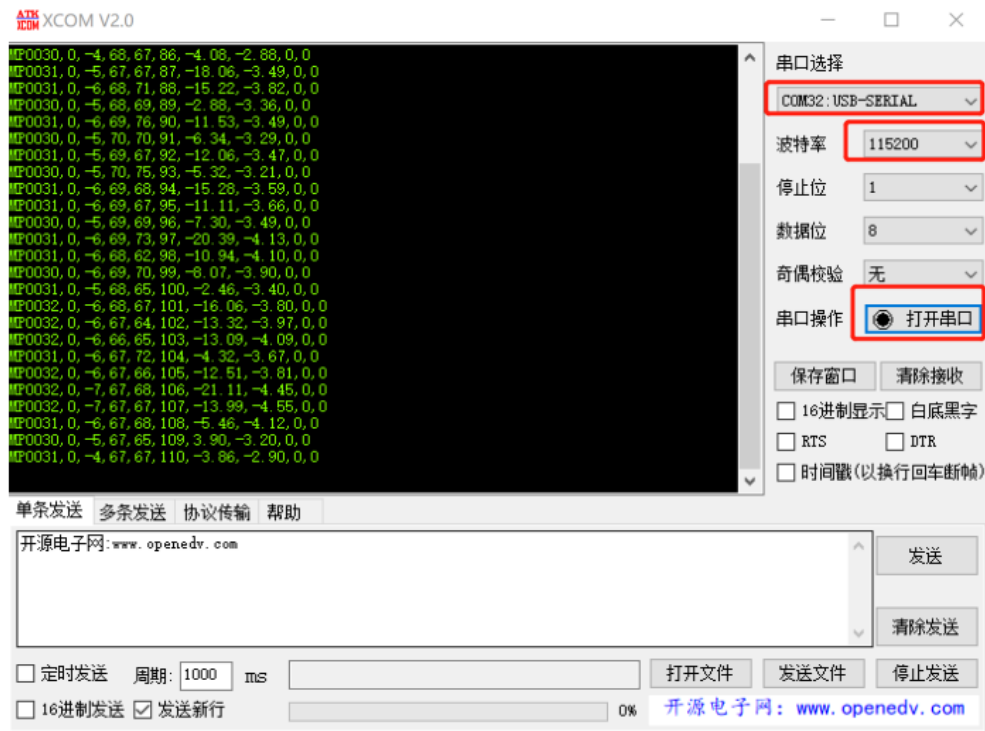 ATK XCOM XCOM V2.0
MP0030,0,-4,68,67,86,-4.08,-2.88,0,0
MP0031,0,-5,67,67,87,-18.06,-3.49,0,0
MP0031,0,-6,68,71,88,-15.22,-3.82,0,0
MP0030,0,-5,68,69,89,-2.88,-3.36,0,0
MP0031,0,-6,69,76,90,-11.53,-3.49,0,0
MP0030,0,-5,70,70,91,-6.34,-3.29,0,0
MP0031,0,-5,69,67,92,-12.06,-3.47,0,0
MP0030,0,-5,70,75,93,-5.32,-3.21,0,0
MP0031,0,-6,69,68,94,-15.28,-3.59,0,0
MP0031,0,-6,69,67,95,-11.11,-3.66,0,0
MP0030,0,-5,69,69,96,-7.30,-3.49,0,0
MP0031,0,-6,69,73,97,-20.39,-4.13,0,0
MP0031,0,-6,68,62,98,-10.94,-4.10,0,0
MP0030,0,-6,69,70,99,-8.07,-3.90,0,0
MP0031,0,-5,68,65,100,-2.46,-3.40,0,0
MP0032,0,-6,68,67,101,-16.06,-3.80,0,0
MP0032,0,-6,67,64,102,-13.32,-3.97,0,0
MP0032,0,-6,66,65,103,-13.09,-4.09,0,0
MP0031,0,-6,67,72,104,-4.32,-3.67,0,0
MP0032,0,-6,67,66,105,-12.51,-3.81,0,0
MP0032,0,-7,67,68,106,-21.11,-4.45,0,0
MP0032,0,-7,67,67,107,-13.99,-4.55,0,0
MP0031,0,-6,67,68,108,-5.46,-4.12,0,0
MP0030,0,-5,67,65,109,3.90,-3.20,0,0
MP0031,0,-4,67,67,110,-3.86,-2.90,0,0
串口选择
COM32:USB-SERIAL
波特率 115200
停止位 1
数据位 8
奇偶校验 无
串口操作 打开串口
保存窗口 清除接收
16进制显示 白底黑字
RTS DTR
时间戳(以换行回车断帧)
单条发送 多条发送 协议传输 帮助
开源电子网:www.openedv.com
发送
清除发送
定时发送 周期: 1000 ms 打开文件 发送文件 停止发送
16进制发送 发送新行 0% 开源电子网: www.openedv.com